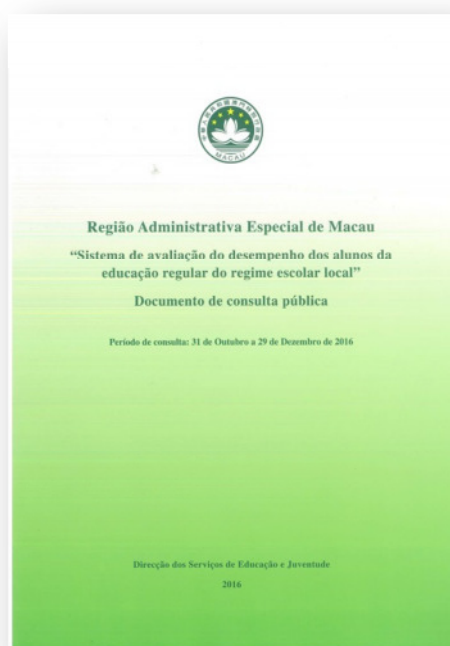 MACAU
Região Administrativa Especial de Macau
“Sistema de avaliação do desempenho dos alunos da
educação regular do regime escolar local”
Documento de consulta pública
Período de consulta: 31 de Outubro a 29 de Dezembro de 2016
Direcção dos Serviços de Educação e Juventude
2016